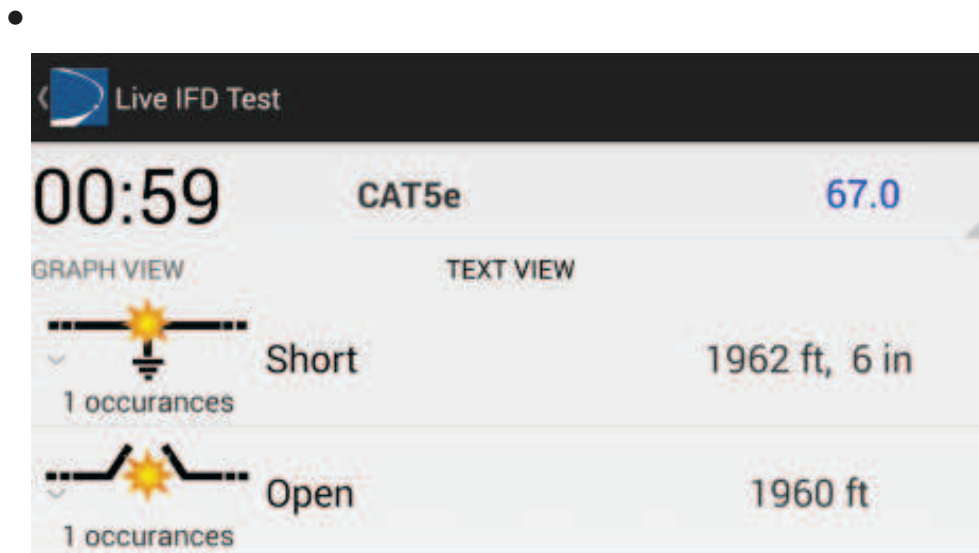 Live IFD Test
00:59 CAT5e 67.0
GRAPH VIEW TEXT VIEW
Short 1962 ft, 6 in
1 occurances
Open 1960 ft
1 occurances